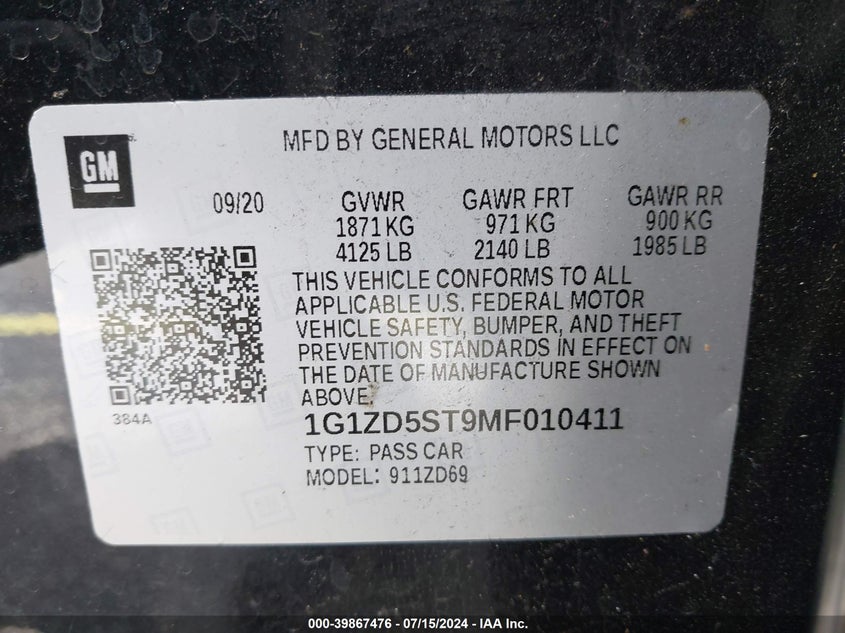 GM
MFD BY GENERAL MOTORS LLC
09/20
GVWR
1871 KG
4125 LB
GAWR FRT
971 KG
2140 LB
GAWR RR
900 KG
1985 LB
THIS VEHICLE CONFORMS TO ALL
APPLICABLE U.S. FEDERAL MOTOR
VEHICLE SAFETY, BUMPER, AND THEFT
PREVENTION STANDARDS IN EFFECT ON
THE DATE OF MANUFACTURE SHOWN
ABOVE.
384A
1G1ZD5ST9MF010411
TYPE: PASS CAR
MODEL: 911ZD69
000-39867476 - 07/15/2024 - IAA Inc.